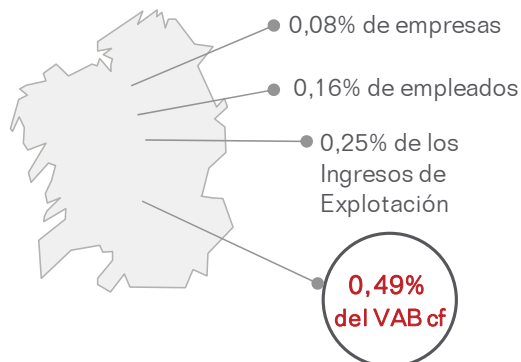 0,08% de empresas
0,16% de empleados
0,25% de los
Ingresos de
Explotación
0,49%
del VAB cf